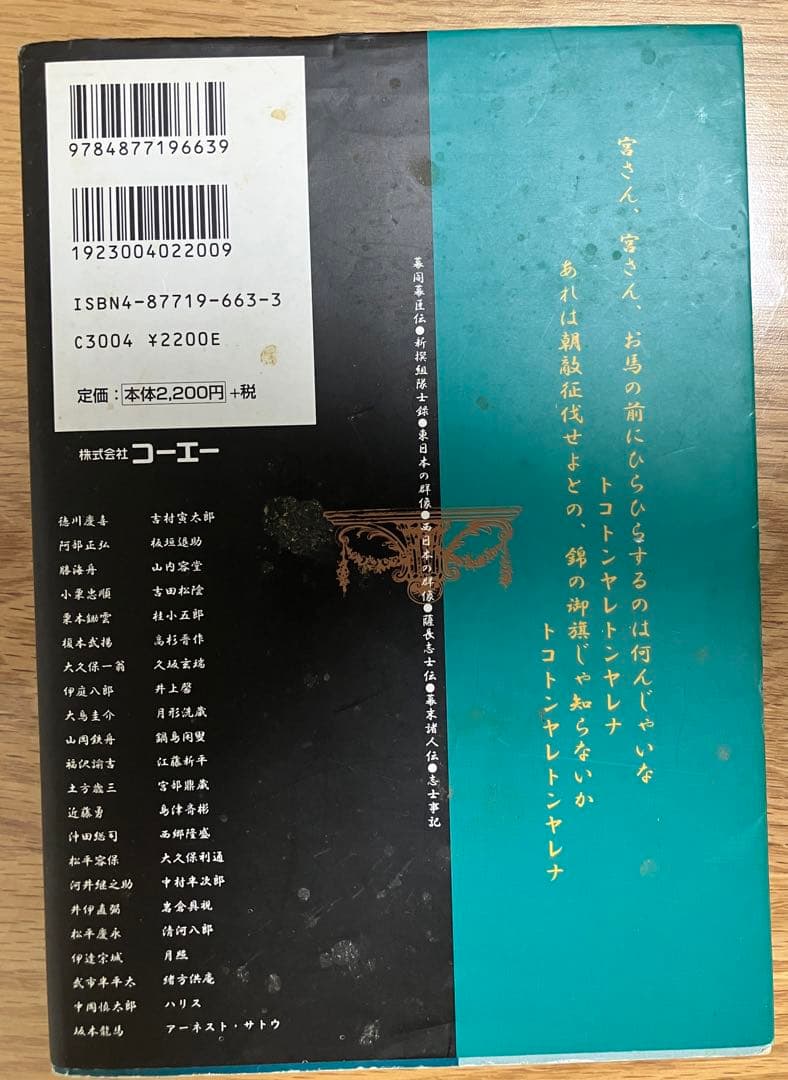 9784877196639
1923004022009
ISBN4-87719-663-3
C3004 ¥2200E
定価：本体2,200円+税
株式会社 コーエー
宮さん、宮さん、お馬の前にひらひらするのは何んじゃいな
トコトンヤレトンヤレナ
あれは朝敵征伐せよとの、錦の御旗じゃ知らないか
トコトンヤレトンヤレナ
幕閣幕臣伝●新撰組隊士録●東日本の群像●西日本の群像●薩長志士伝●幕末諸人伝●志士事記
徳川慶喜
阿部正弘
勝海舟
小栗忠順
栗本鋤雲
榎本武揚
大久保一翁
伊庭八郎
大鳥圭介
山岡鉄舟
福沢諭吉
土方歳三
近藤勇
沖田総司
松平容保
河井継之助
井伊直弼
松平慶永
伊達宗城
武市半平太
中岡慎太郎
坂本龍馬
吉村寅太郎
板垣退助
山内容堂
吉田松陰
桂小五郎
高杉晋作
久坂玄瑞
井上馨
月形洗蔵
鍋島閑叟
江藤新平
宮部鼎蔵
島津斉彬
西郷隆盛
大久保利通
中村半次郎
岩倉具視
清河八郎
月照
緒方洪庵
ハリス
アーネスト・サトウ